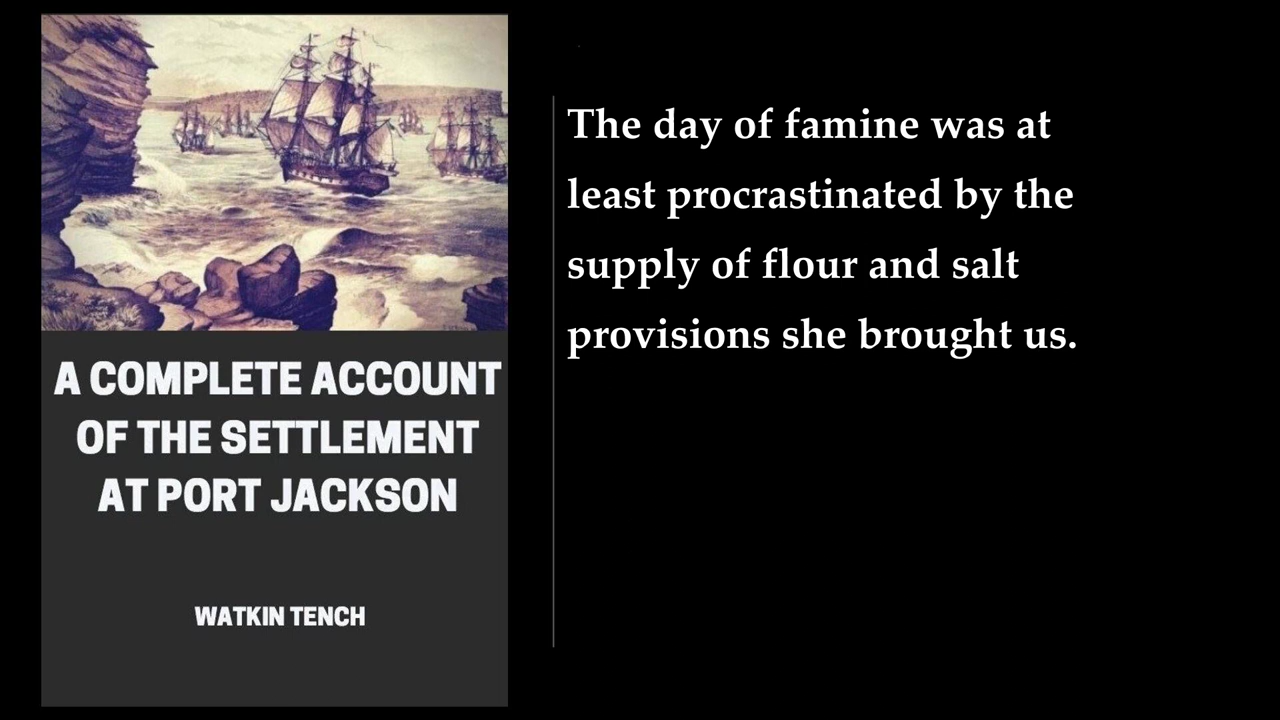 A COMPLETE ACCOUNT
OF THE SETTLEMENT
AT PORT JACKSON
WATKIN TENCH
The day of famine was at
least procrastinated by the
supply of flour and salt
provisions she brought us.